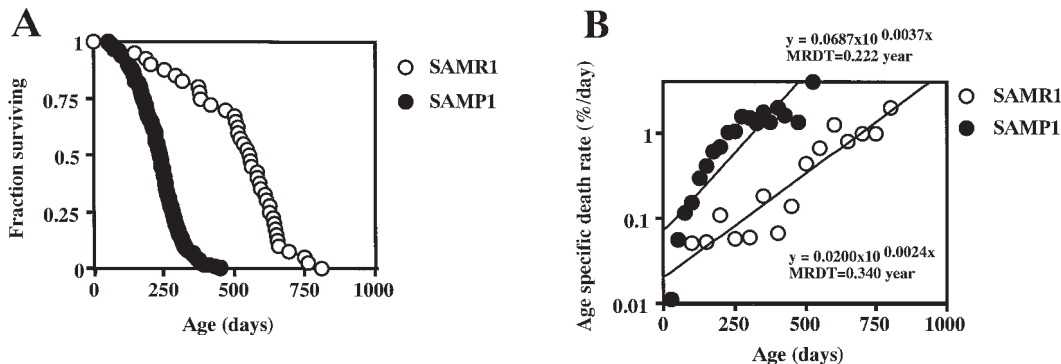 A
Fraction surviving
1
0.75
0.5
0.25
0
0 250 500 750 1000
Age (days)
SAMR1
SAMP1
B
y = 0.0687x10 0.0037x
MRDT=0.222 year
Age specific death rate (%/day)
1
0.1
0.01
0 250 500 750 1000
Age (days)
SAMR1
SAMP1
y = 0.0200x10 0.0024x
MRDT=0.340 year